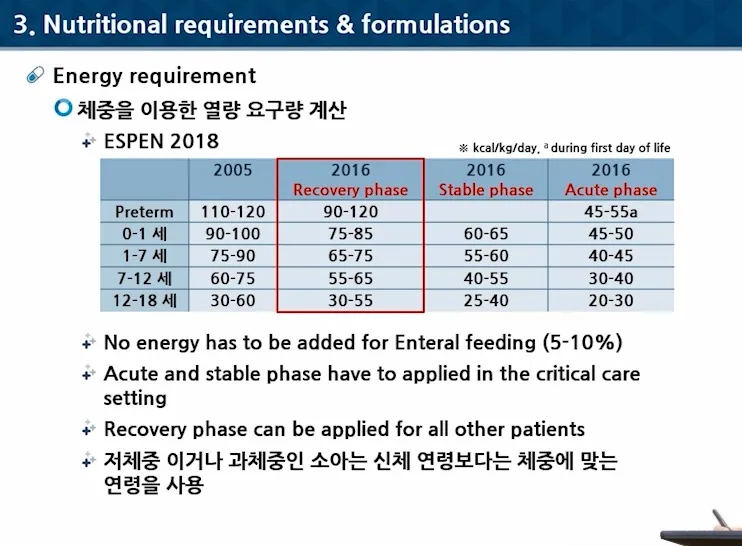 3. Nutritional requirements & formulations
Energy requirement
체중을 이용한 열량 요구량 계산
ESPEN 2018
※ kcal/kg/day, ª during first day of life
2005 2016 2016 2016
Recovery phase Stable phase Acute phase
Preterm 110-120 90-120 45-55a
0-1 세 90-100 75-85 60-65 45-50
1-7 세 75-90 65-75 55-60 40-45
7-12 세 60-75 55-65 40-55 30-40
12-18 세 30-60 30-55 25-40 20-30
No energy has to be added for Enteral feeding (5-10%)
Acute and stable phase have to applied in the critical care
setting
Recovery phase can be applied for all other patients
저체중 이거나 과체중인 소아는 신체 연령보다는 체중에 맞는
연령을 사용